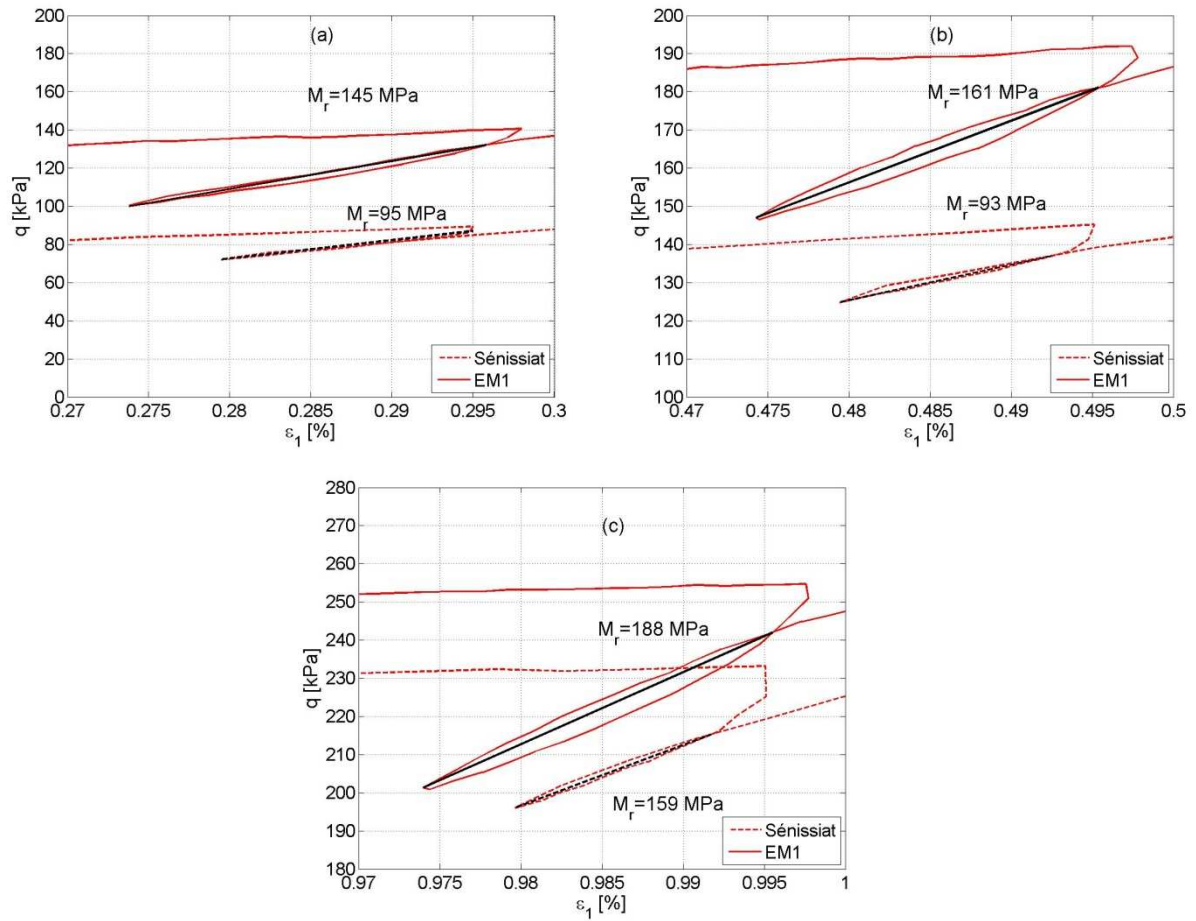 (a)
200
180
160
140
120
100
80
60
40
20
0
q [kPa]
M_r=145 MPa
M_r=95 MPa
Sénissiat
EM1
0.27 0.275 0.28 0.285 0.29 0.295 0.3
ε_1 [%]
(b)
200
190
180
170
160
150
140
130
120
110
100
q [kPa]
M_r=161 MPa
M_r=93 MPa
Sénissiat
EM1
0.47 0.475 0.48 0.485 0.49 0.495 0.5
ε_1 [%]
(c)
280
270
260
250
240
230
220
210
200
190
180
q [kPa]
M_r=188 MPa
M_r=159 MPa
Sénissiat
EM1
0.97 0.975 0.98 0.985 0.99 0.995 1
ε_1 [%]